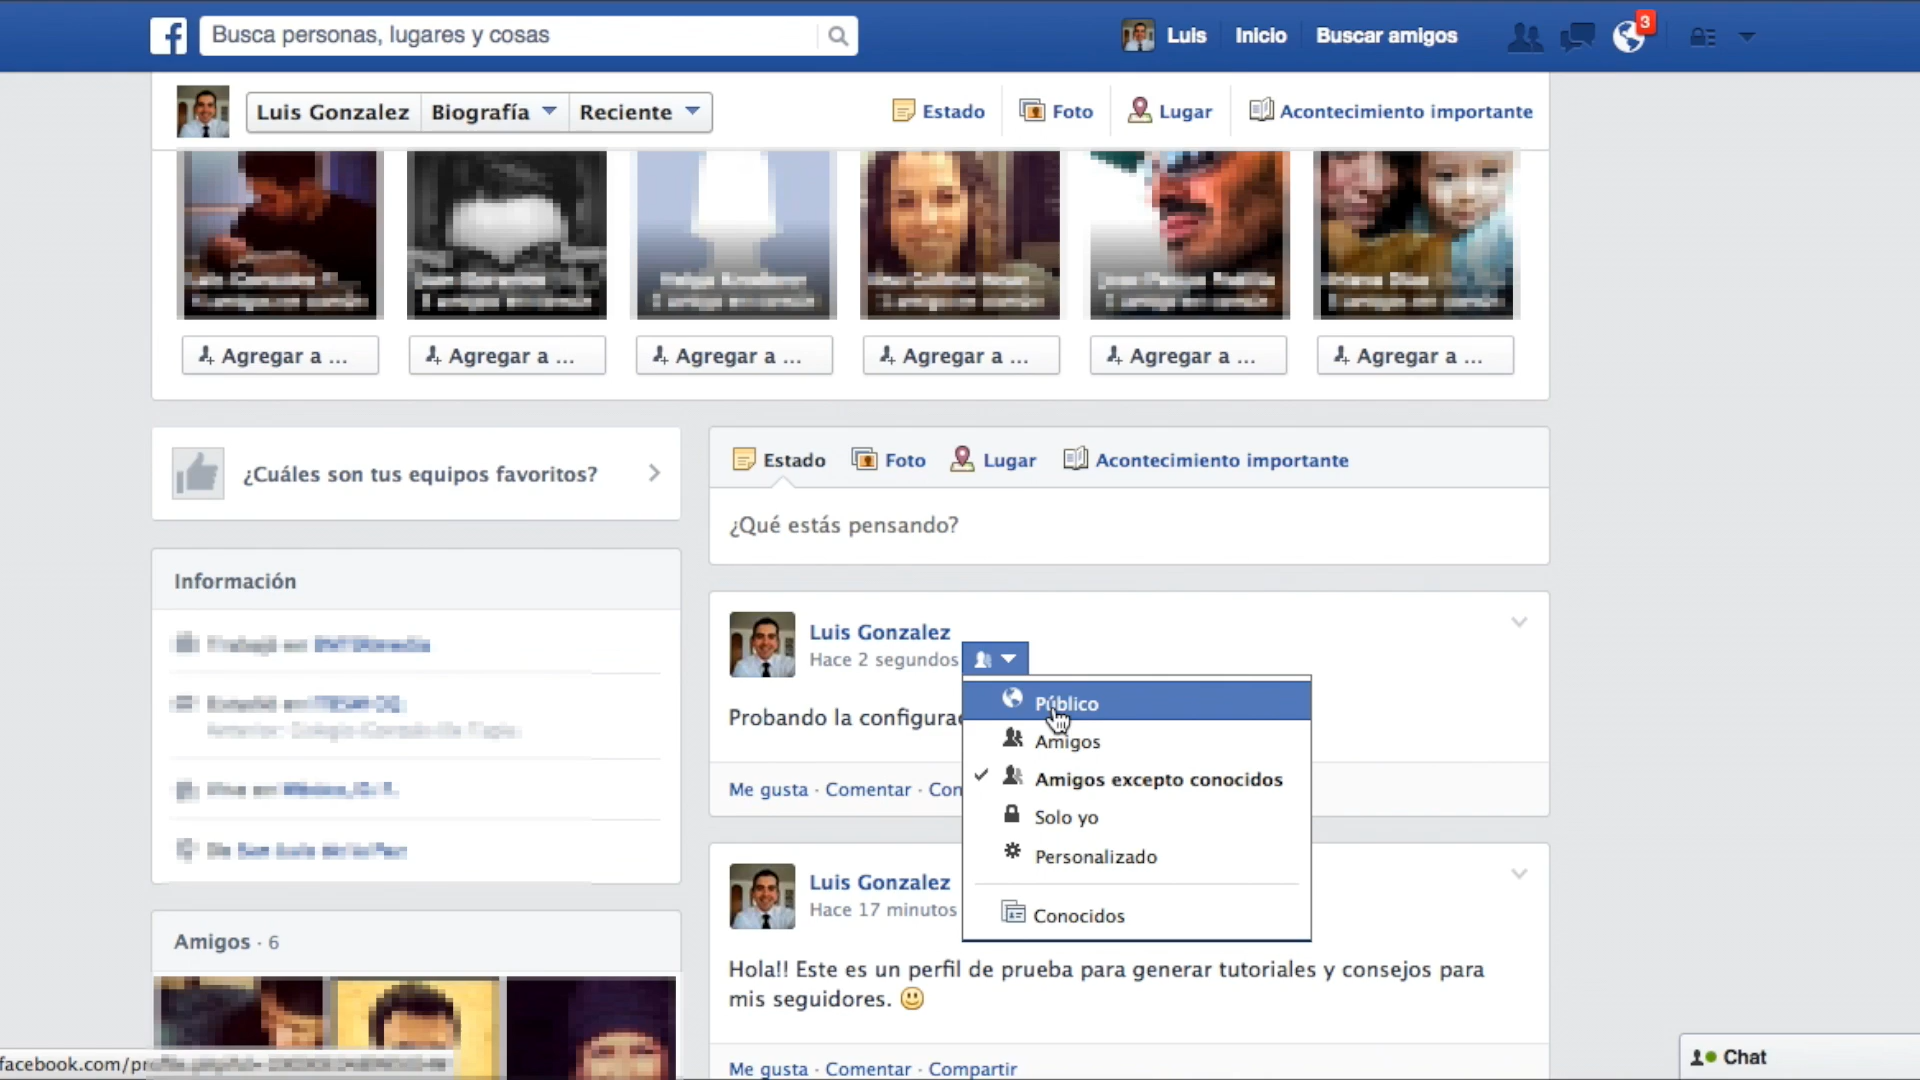 Busca personas, lugares y cosas
Luis Inicio Buscar amigos 3
Luis Gonzalez Biografía Reciente Estado Foto Lugar Acontecimiento importante
Agregar a ... Agregar a ... Agregar a ... Agregar a ... Agregar a ... Agregar a ...
¿Cuáles son tus equipos favoritos?
Información
Amigos · 6
Estado Foto Lugar Acontecimiento importante
¿Qué estás pensando?
Luis Gonzalez
Hace 2 segundos
Probando la configurac
Me gusta · Comentar · Con
Público
Amigos
Amigos excepto conocidos
Solo yo
Personalizado
Conocidos
Luis Gonzalez
Hace 17 minutos
Hola!! Este es un perfil de prueba para generar tutoriales y consejos para
mis seguidores.
Me gusta · Comentar · Compartir
facebook.com/pr
Chat